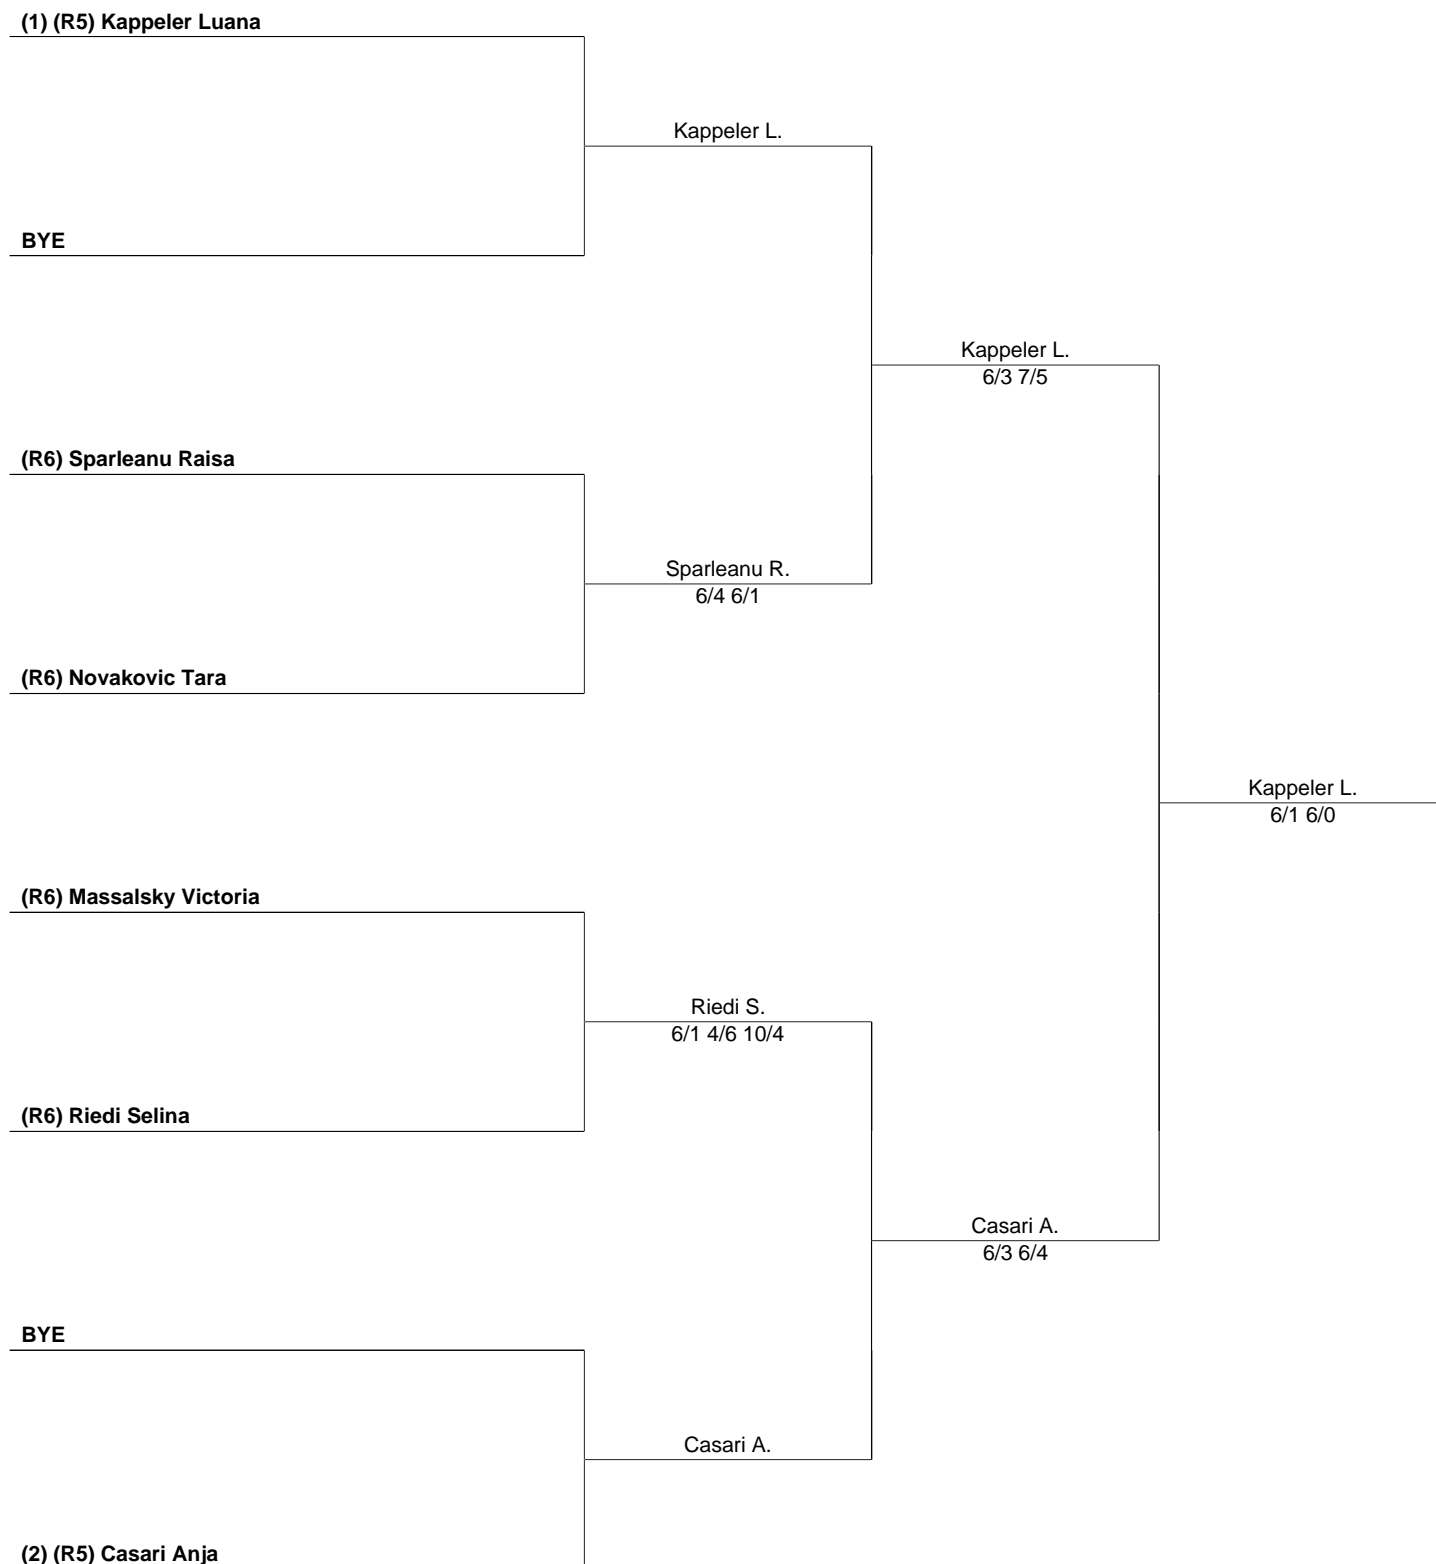 (1) (R5) Kappeler Luana
Kappeler L.
BYE
Kappeler L.
6/3 7/5
(R6) Sparleanu Raisa
Sparleanu R.
6/4 6/1
(R6) Novakovic Tara
Kappeler L.
6/1 6/0
(R6) Massalsky Victoria
Riedi S.
6/1 4/6 10/4
(R6) Riedi Selina
Casari A.
6/3 6/4
BYE
Casari A.
(2) (R5) Casari Anja